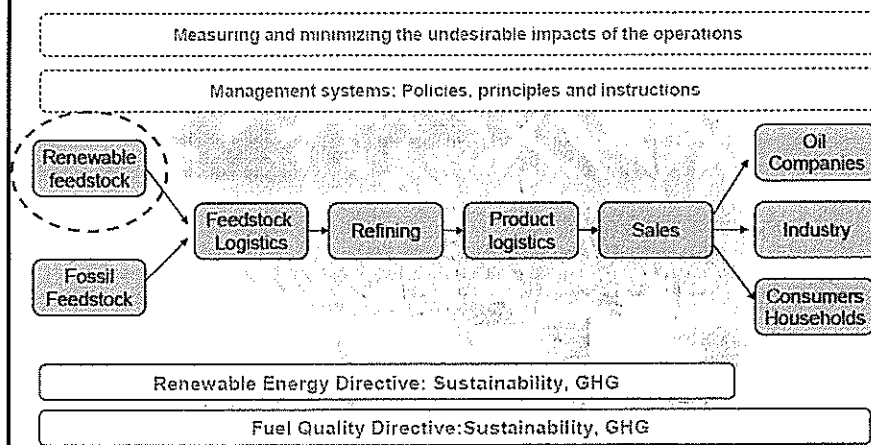 Measuring and minimizing the undesirable impacts of the operations
Management systems: Policies, principles and instructions
Renewable
feedstock
Fossil
Feedstock
Feedstock
Logistics
Refining
Product
logistics
Sales
Oil
Companies
Industry
Consumers
Households
Renewable Energy Directive: Sustainability, GHG
Fuel Quality Directive:Sustainability, GHG